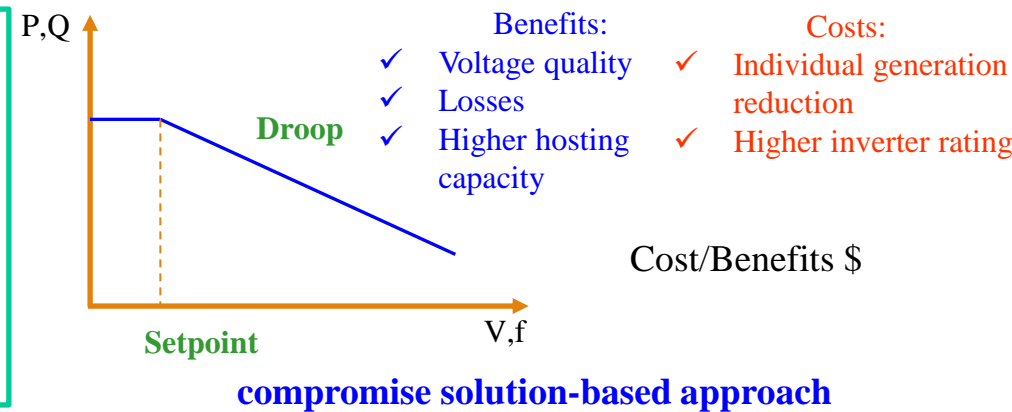 P,Q
Benefits:
✓ Voltage quality
✓ Losses
✓ Higher hosting
capacity
Costs:
✓ Individual generation
reduction
✓ Higher inverter rating
Droop
Cost/Benefits $
Setpoint
V,f
compromise solution-based approach